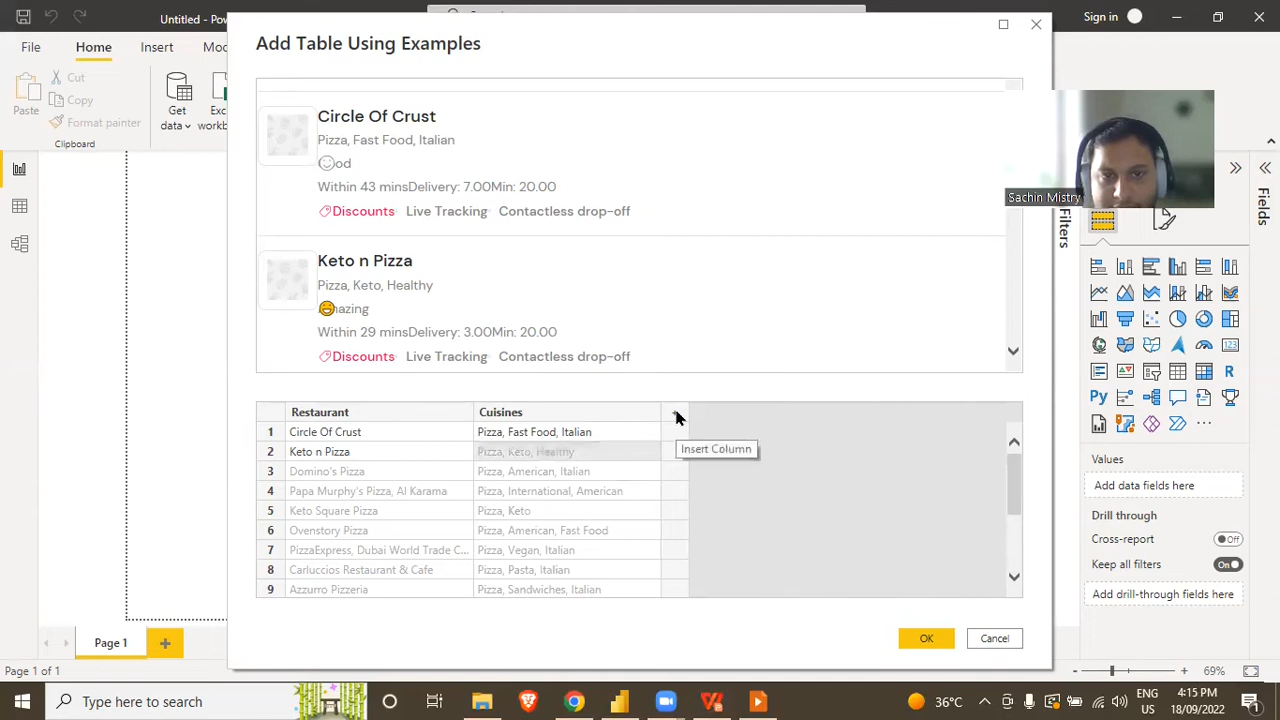 Untitled - Pow
Sign in
File
Home
Insert
Mo
Cut
Copy
Format painter
Paste
Clipboard
Get
data
Exc
workb
Add Table Using Examples
Circle Of Crust
Pizza, Fast Food, Italian
ood
Within 43 minsDelivery: 7.00Min: 20.00
Discounts Live Tracking Contactless drop-off
Keto n Pizza
Pizza, Keto, Healthy
mazing
Within 29 minsDelivery: 3.00Min: 20.00
Discounts Live Tracking Contactless drop-off
Restaurant Cuisines
1 Circle Of Crust Pizza, Fast Food, Italian
2 Keto n Pizza Pizza, Keto, Healthy
3 Domino's Pizza Pizza, American, Italian
4 Papa Murphy's Pizza, Al Karama Pizza, International, American
5 Keto Square Pizza Pizza, Keto
6 Ovenstory Pizza Pizza, American, Fast Food
7 PizzaExpress, Dubai World Trade C... Pizza, Vegan, Italian
8 Carluccios Restaurant & Cafe Pizza, Pasta, Italian
9 Azzurro Pizzeria Pizza, Sandwiches, Italian
Insert Column
OK
Cancel
Sachin Mistry
Filters
Fields
123
R
Py
Values
Add data fields here
Drill through
Cross-report
Off
Keep all filters
On
Add drill-through fields here
Page 1
Page 1 of 1
69%
Type here to search
36°C
ENG
US
4:15 PM
18/09/2022
1